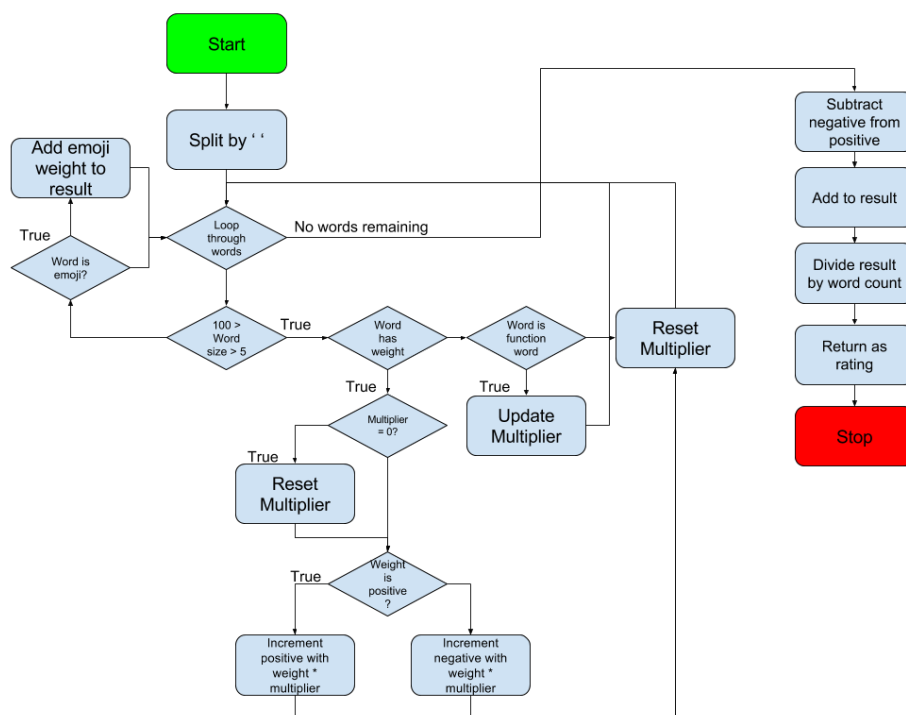 Start
Split by ‘ ‘
Add emoji
weight to
result
True
Word is
emoji?
Loop
through
words
No words remaining
100 >
Word
size > 5
True
Word
has
weight
Word is
function
word
Reset
Multiplier
True
True
Update
Multiplier
Multiplier
= 0?
True
Reset
Multiplier
Weight
is
positive
?
True
Increment
positive with
weight *
multiplier
Increment
negative with
weight *
multiplier
Subtract
negative from
positive
Add to result
Divide result
by word count
Return as
rating
Stop